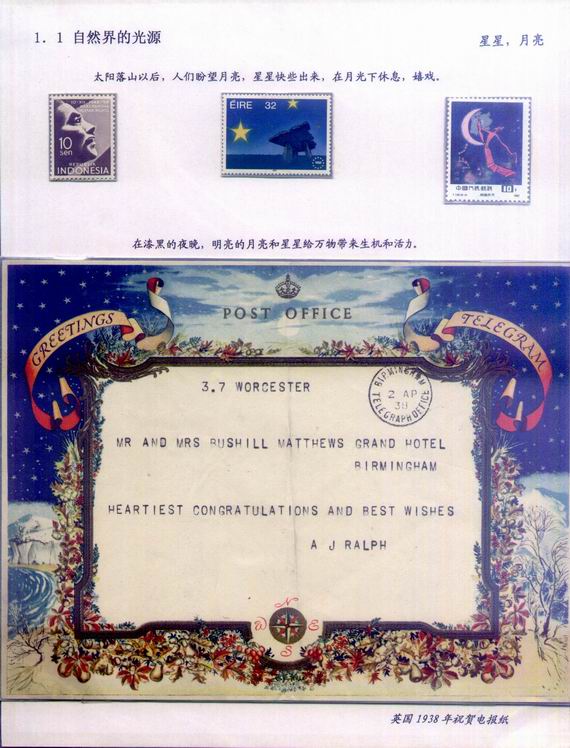 1. 1 自然界的光源
星星，月亮
太阳落山以后，人们盼望月亮，星星快些出来，在月光下休息，嬉戏。
10
sen
REPUBLIK
INDONESIA
ÉIRE 32
中国人民邮政
10分
在漆黑的夜晚，明亮的月亮和星星给万物带来生机和活力。
POST OFFICE
GREETINGS
TELEGRAM
3.7 WORCESTER
BIRMINGHAM
2 AP
38
TELEGRAPH OFFICE
MR AND MRS BUSHILL MATTHEWS GRAND HOTEL
BIRMINGHAM
HEARTIEST CONGRATULATIONS AND BEST WISHES
A J RALPH
N
W E
S
英国 1938 年祝贺电报纸